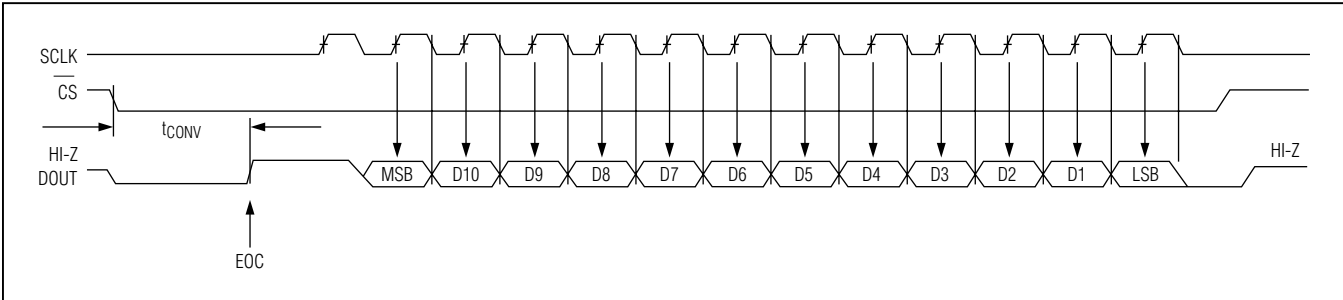 SCLK
CS
tCONV
HI-Z
DOUT
MSB D10 D9 D8 D7 D6 D5 D4 D3 D2 D1 LSB
HI-Z
EOC